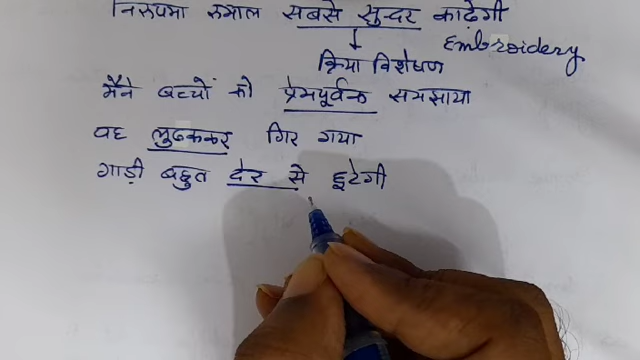 निरुपमा रुमाल सबसे सुन्दर काढ़ेगी
Embroidery
क्रिया विशेषण
मैने बच्चों को प्रेमपूर्वक समझाया
वह लुढककर गिर गया
गाड़ी बहुत देर से छूटेगी